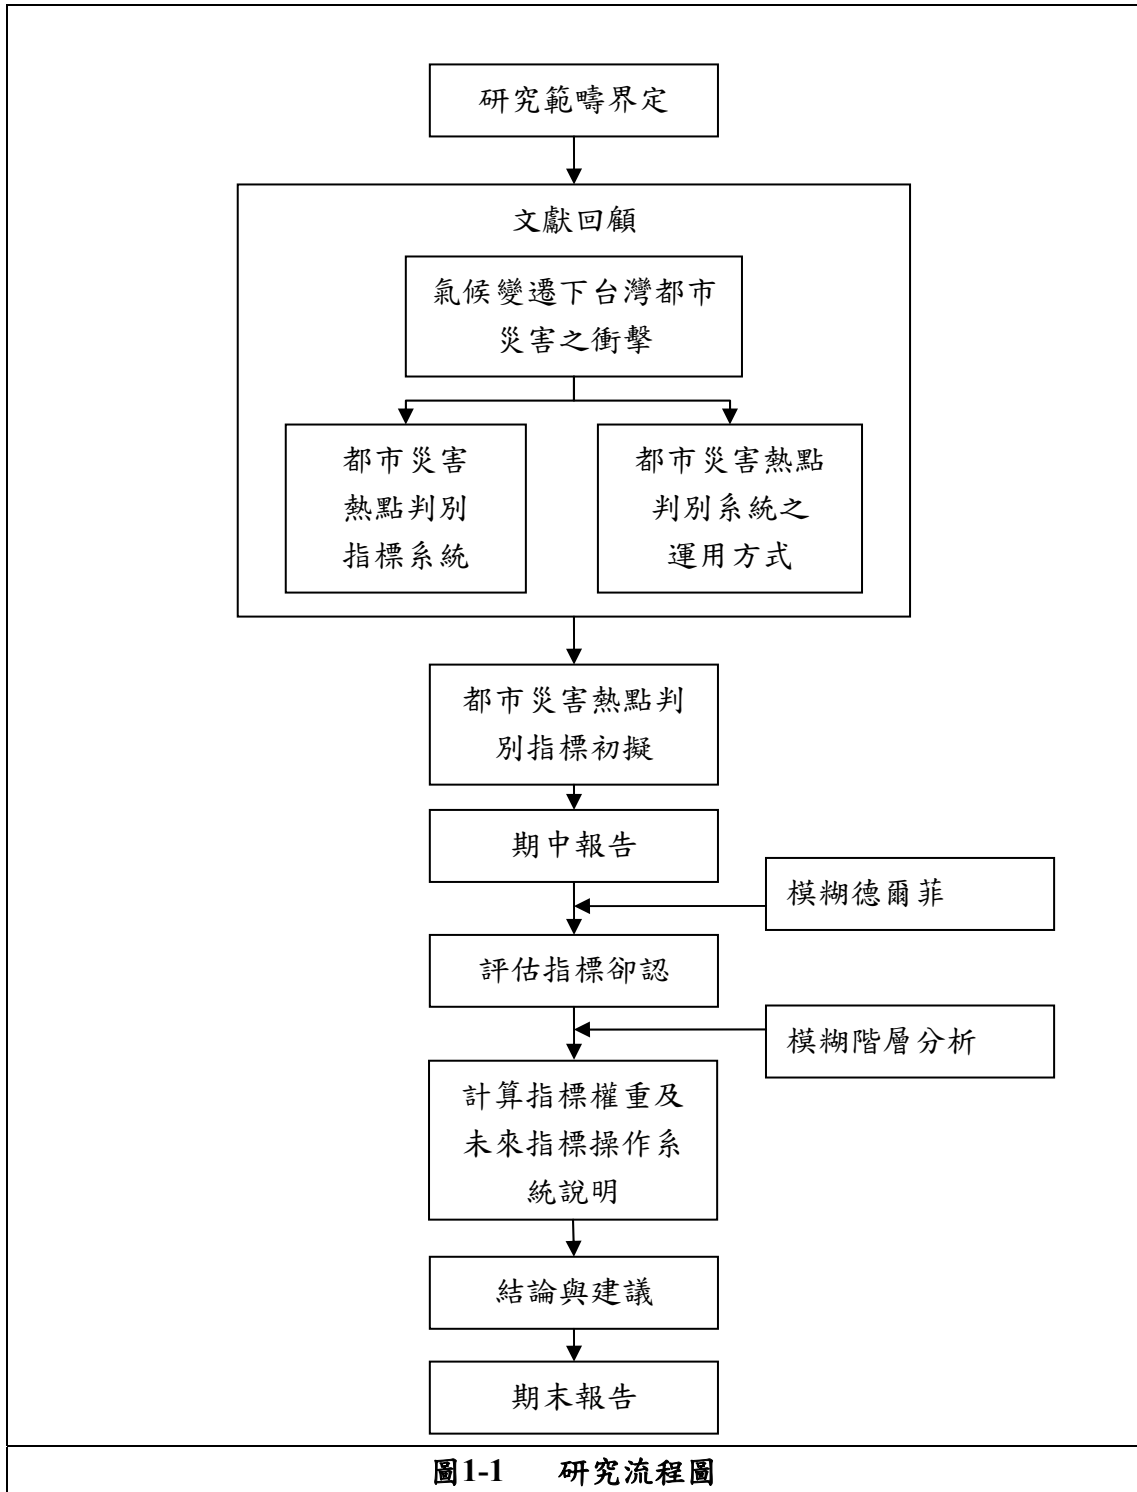 研究範疇界定
文獻回顧
氣候變遷下台灣都市
災害之衝擊
都市災害
熱點判別
指標系統
都市災害熱點
判別系統之
運用方式
都市災害熱點判
別指標初擬
期中報告
模糊德爾菲
評估指標卻認
模糊階層分析
計算指標權重及
未來指標操作系
統說明
結論與建議
期末報告
圖1-1 研究流程圖